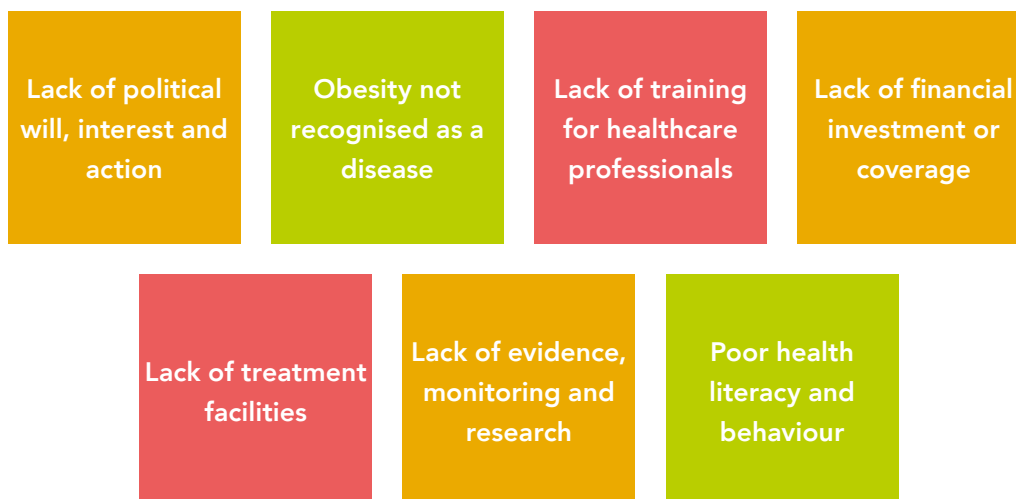 Lack of political
will, interest and
action
Obesity not
recognised as a
disease
Lack of training
for healthcare
professionals
Lack of financial
investment or
coverage
Lack of treatment
facilities
Lack of evidence,
monitoring and
research
Poor health
literacy and
behaviour